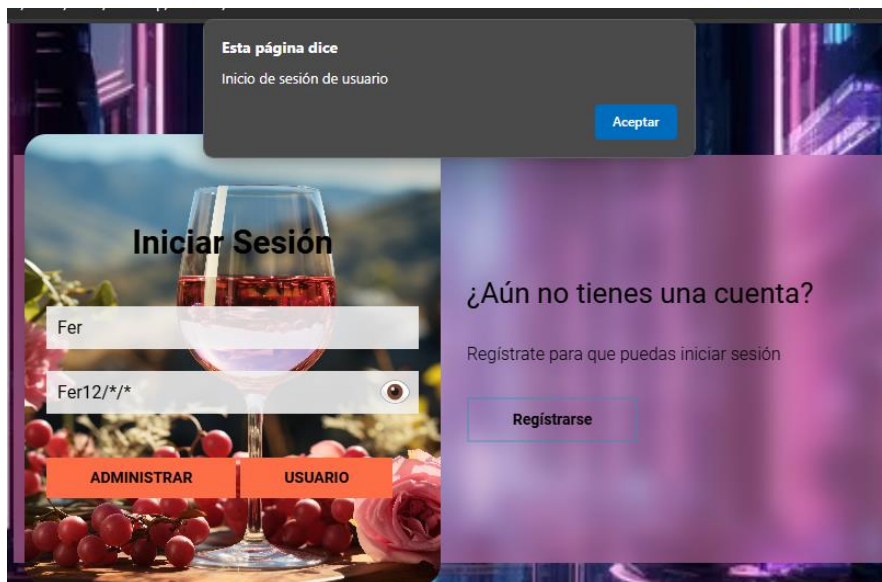 Esta página dice
Inicio de sesión de usuario
Aceptar
Iniciar Sesión
Fer
Fer12/*/*
ADMINISTRAR
USUARIO
¿Aún no tienes una cuenta?
Regístrate para que puedas iniciar sesión
Regístrarse